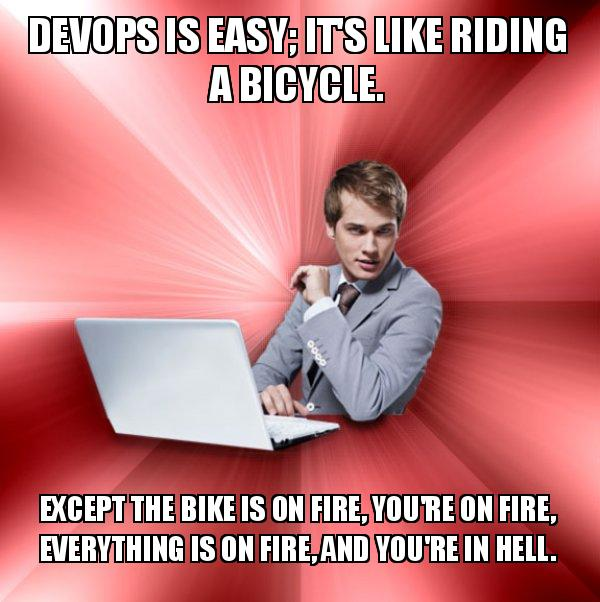 DEVOPS IS EASY; IT'S LIKE RIDING
A BICYCLE.
EXCEPT THE BIKE IS ON FIRE, YOU'RE ON FIRE,
EVERYTHING IS ON FIRE, AND YOU'RE IN HELL.